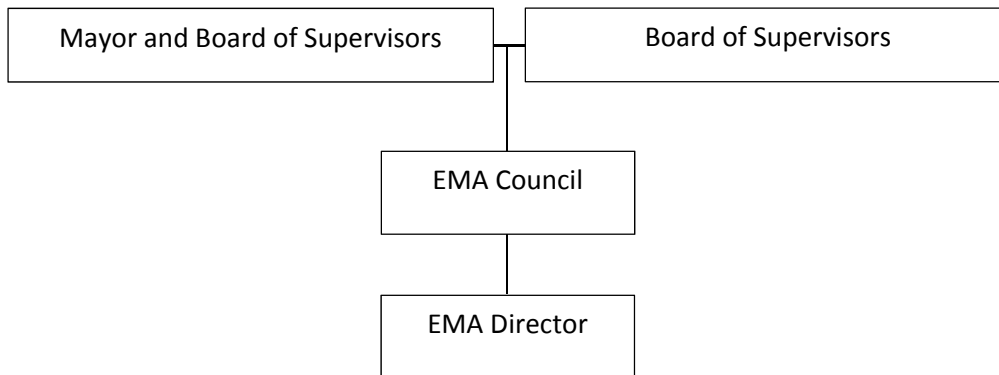 Mayor and Board of Supervisors
Board of Supervisors
EMA Council
EMA Director